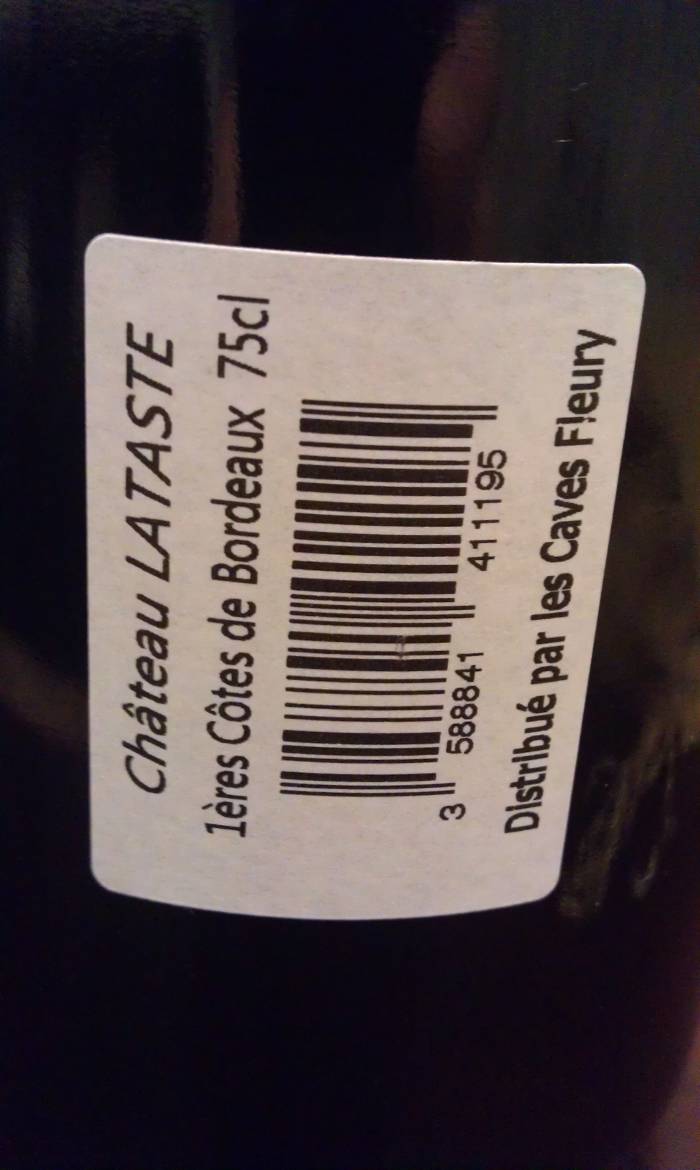 Château LATASTE
1ères Côtes de Bordeaux 75cl
3 588841 411195
Distribué par les Caves Fleury